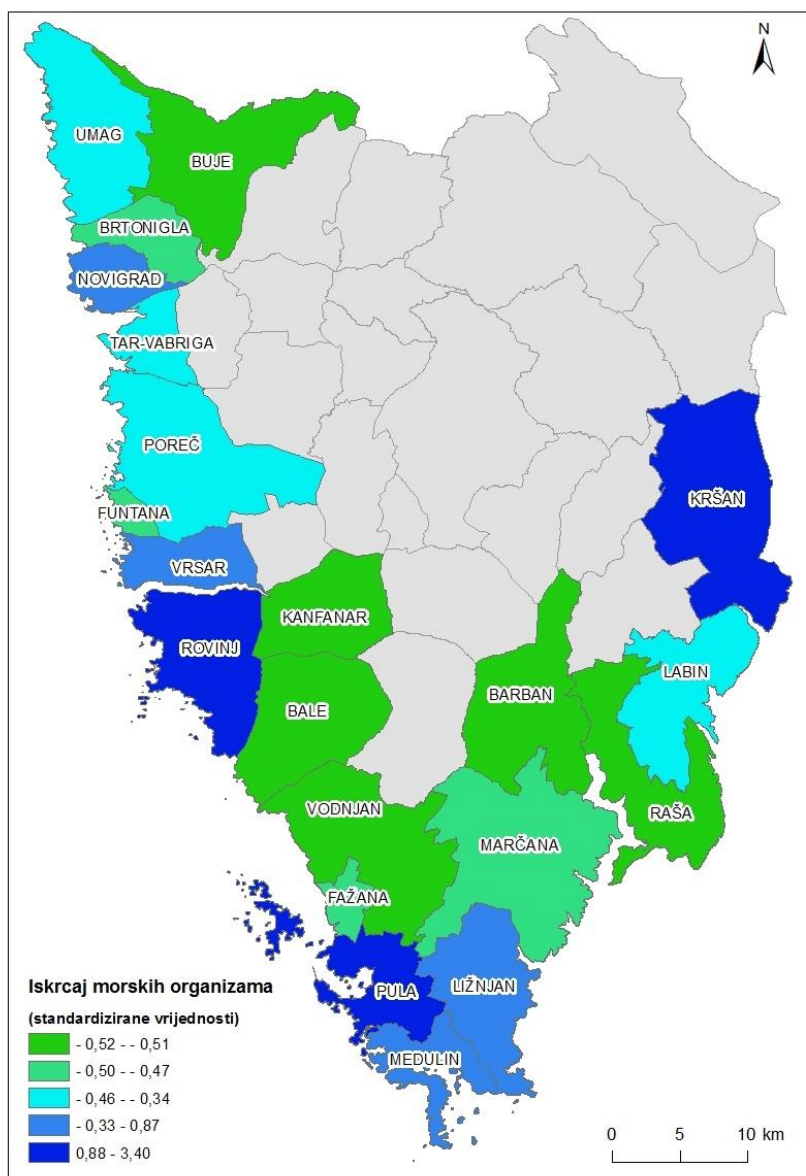 N
UMAG
BUJE
BRTONIGLA
NOVIGRAD
TAR-VABRIGA
POREČ
KRŠAN
FUNTANA
VRSAR
KANFANAR
ROVINJ
LABIN
BARBAN
BALE
VODNJAN
RAŠA
MARČANA
FAŽANA
PULA
LIŽNJAN
MEDULIN
Iskrcaj morskih organizama
(standardizirane vrijednosti)
- 0,52 - - 0,51
- 0,50 - - 0,47
- 0,46 - - 0,34
- 0,33 - 0,87
0,88 - 3,40
0 5 10 km